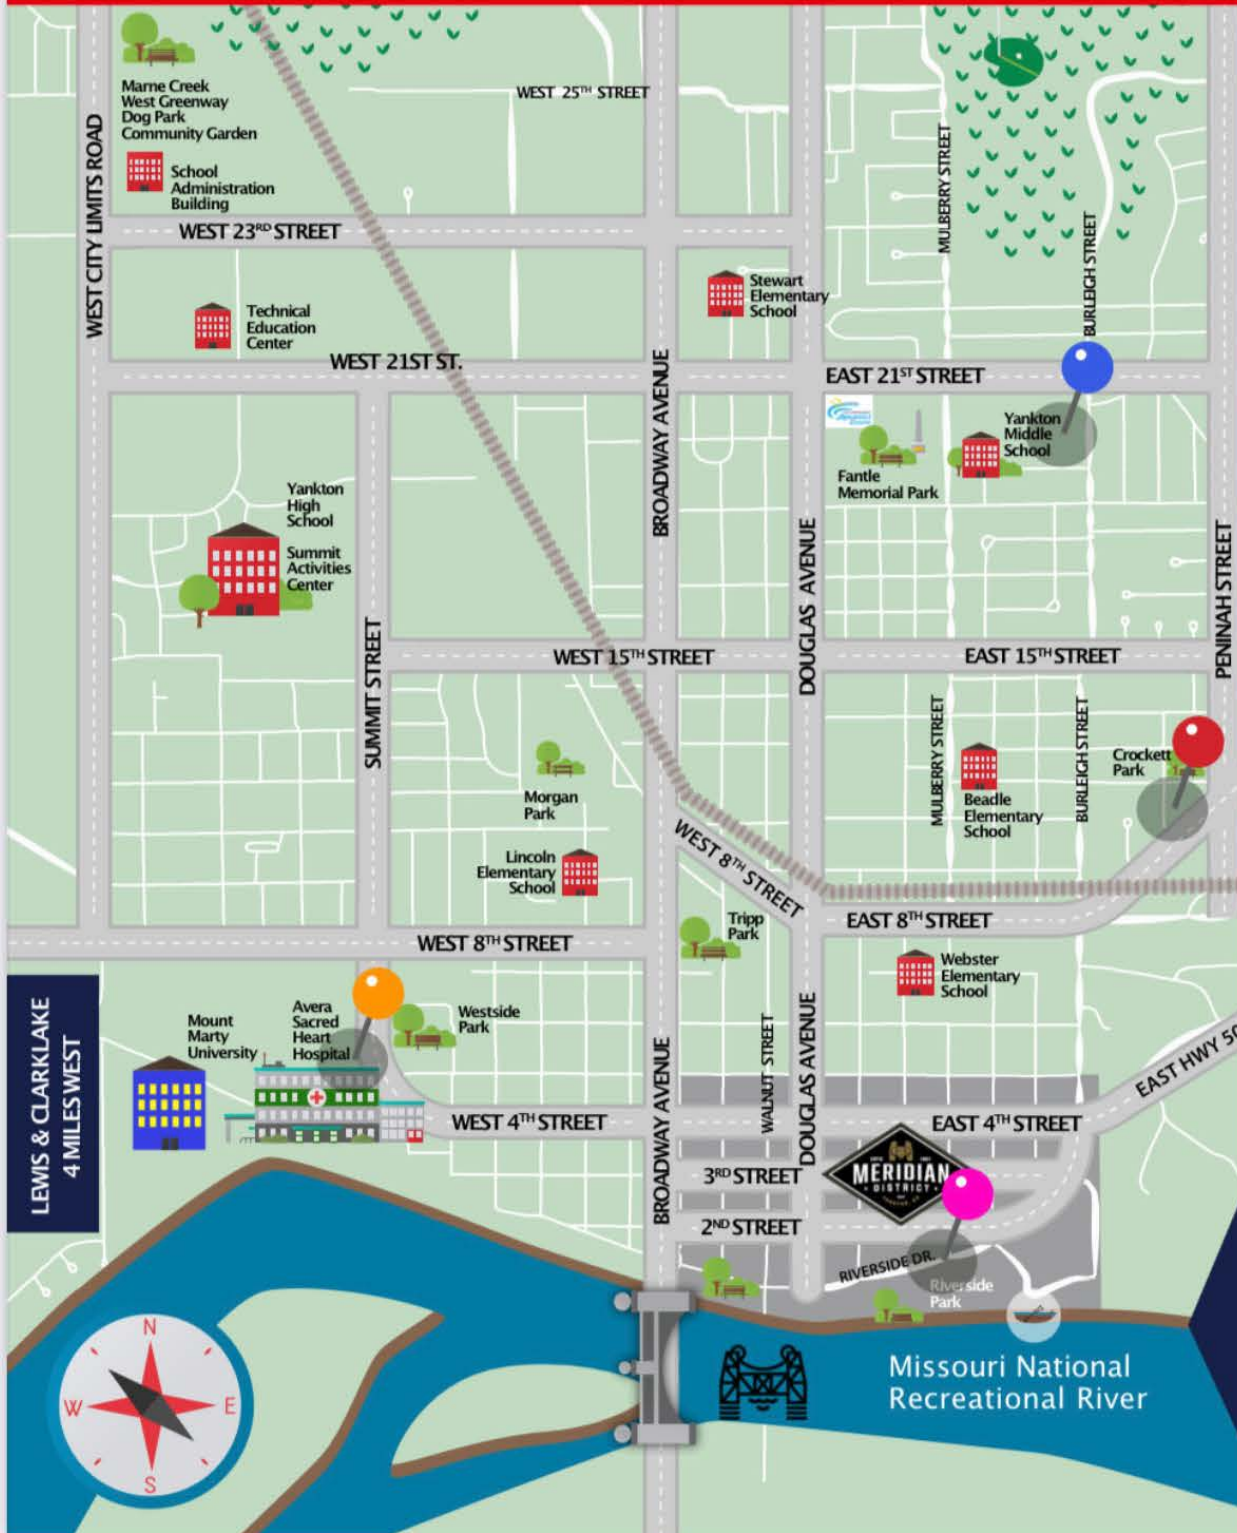 Marne Creek
West Greenway
Dog Park
Community Garden
School
Administration
Building
WEST 25TH STREET
WEST CITY LIMITS ROAD
WEST 23RD STREET
MULBERRY STREET
BURLEIGH STREET
Technical
Education
Center
Stewart
Elementary
School
WEST 21ST ST.
EAST 21ST STREET
BROADWAY AVENUE
Yankton
Middle
School
Fantle
Memorial Park
Yankton
High
School
Summit
Activities
Center
DOUGLAS AVENUE
PENINAH STREET
SUMMIT STREET
WEST 15TH STREET
EAST 15TH STREET
MULBERRY STREET
BURLEIGH STREET
Crockett
Park
Morgan
Park
Beadle
Elementary
School
Lincoln
Elementary
School
WEST 8TH STREET
Tripp
Park
EAST 8TH STREET
WEST 8TH STREET
Webster
Elementary
School
LEWIS & CLARKLAKE
4 MILES WEST
Mount
Marty
University
Avera
Sacred
Heart
Hospital
Westside
Park
WALNUT STREET
DOUGLAS AVENUE
BROADWAY AVENUE
EAST HWY 50
WEST 4TH STREET
EAST 4TH STREET
3RD STREET
MERIDIAN
DISTRICT
2ND STREET
RIVERSIDE DR.
Riverside
Park
N
W
E
S
Missouri National
Recreational River